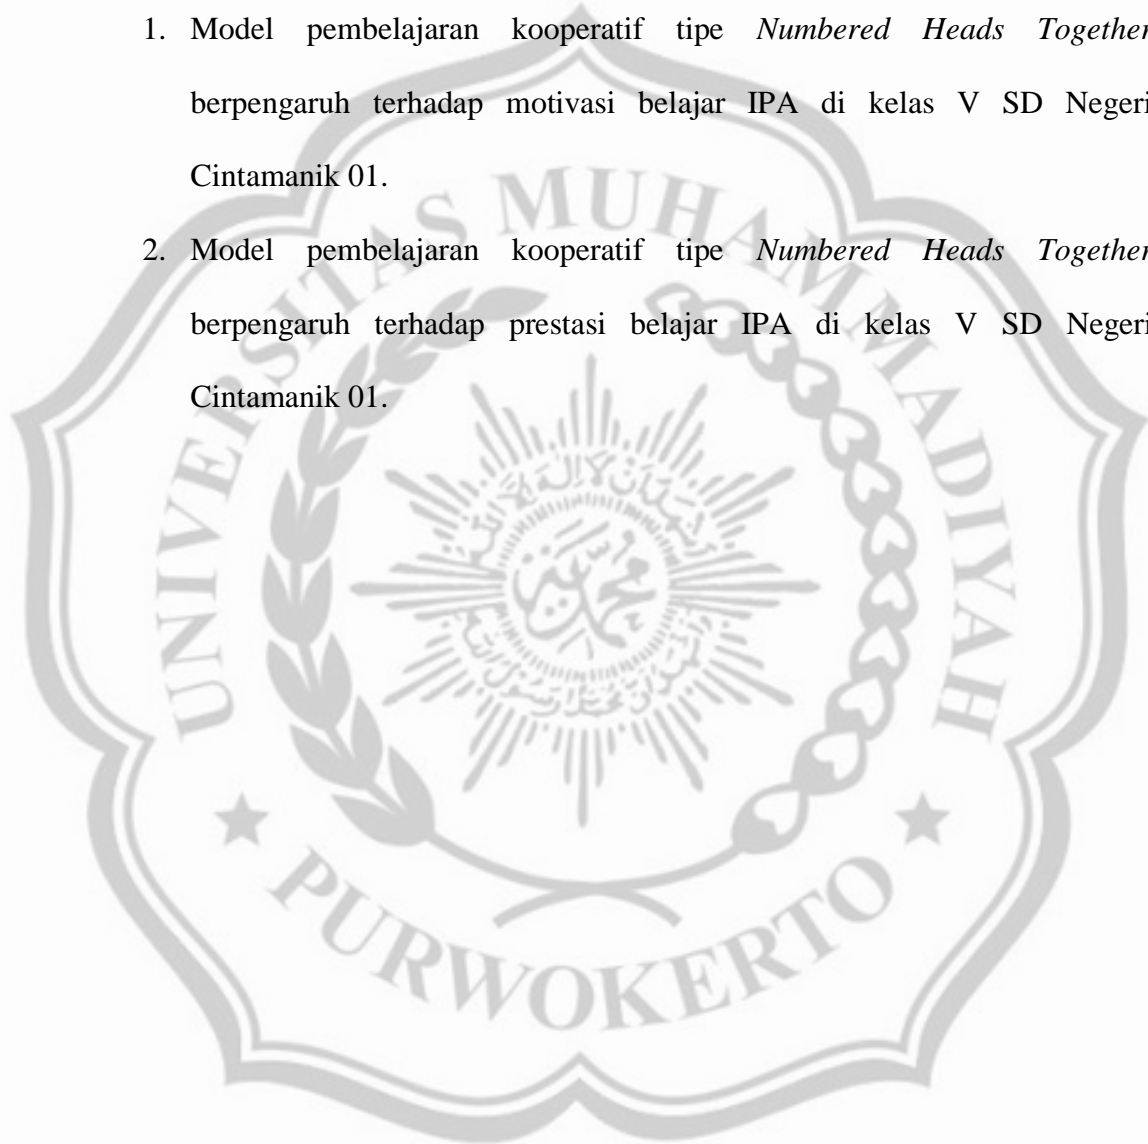 1. Model pembelajaran kooperatif tipe Numbered Heads Together
berpengaruh terhadap motivasi belajar IPA di kelas V SD Negeri
Cintamanik 01.
2. Model pembelajaran kooperatif tipe Numbered Heads Together
berpengaruh terhadap prestasi belajar IPA di kelas V SD Negeri
Cintamanik 01.
UNIVERSITAS MUHAMMADIYAH
PURWOKERTO